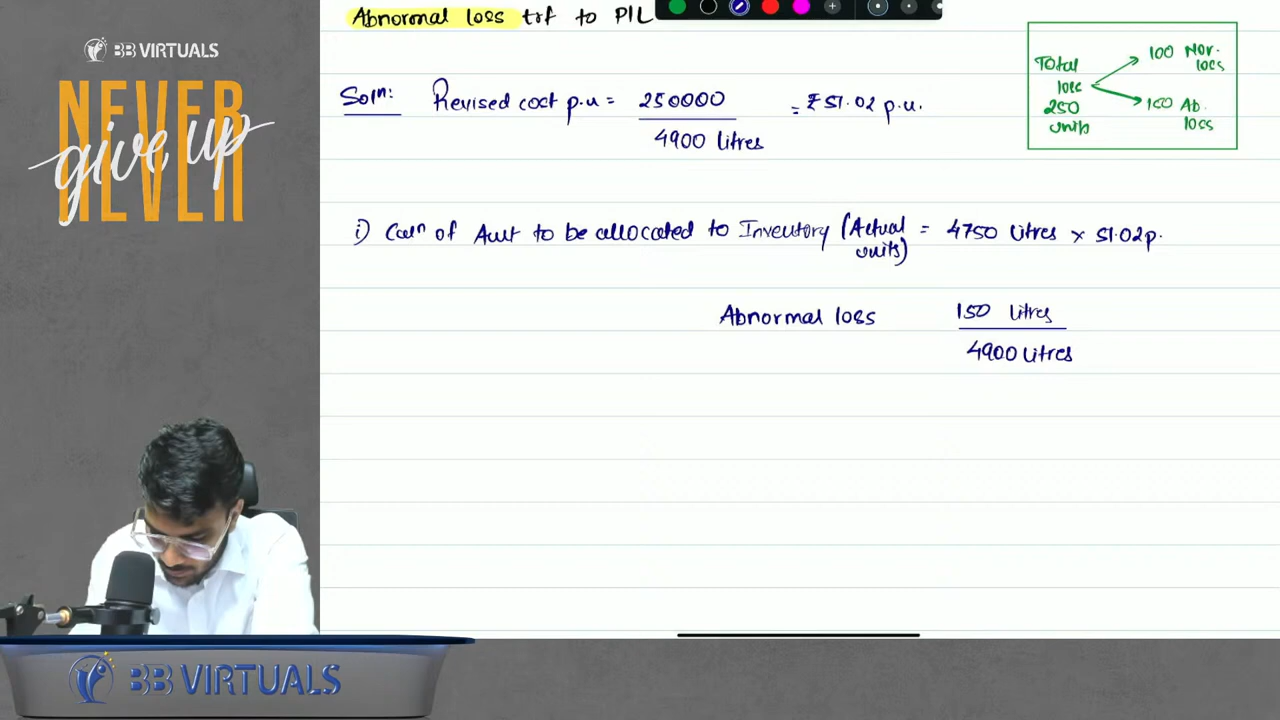 Abnormal loss trf to P/L
BB VIRTUALS
NEVER
give up
NEVER
Total loss 250 units
100 Nor. loss
150 Ab. loss
Soln: Revised cost p.u = 250000 / 4900 litres = ₹51.02 p.u.
i) Caln of Amt to be allocated to Inventory (Actual units) = 4750 litres × 51.02p.
Abnormal loss 150 litres
4900 litres
BB VIRTUALS